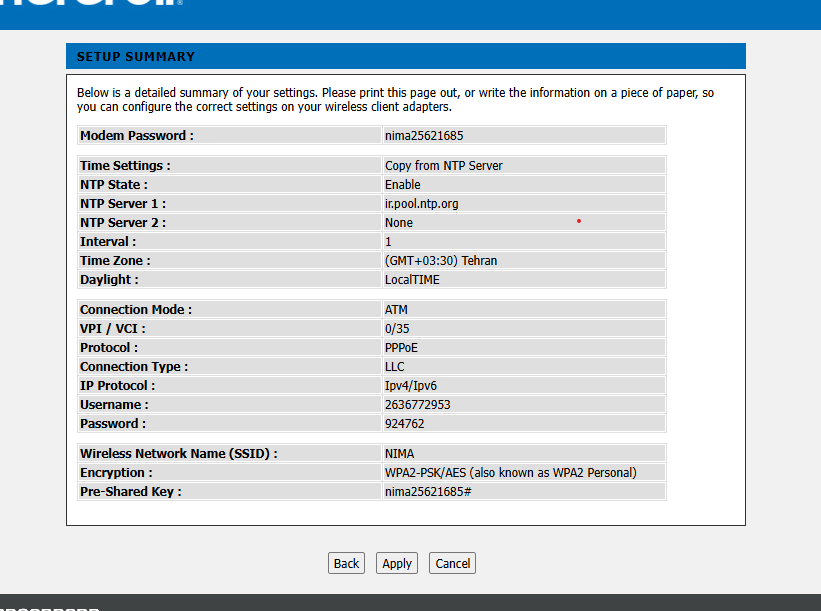 SETUP SUMMARY
Below is a detailed summary of your settings. Please print this page out, or write the information on a piece of paper, so
you can configure the correct settings on your wireless client adapters.
Modem Password : nima25621685
Time Settings : Copy from NTP Server
NTP State : Enable
NTP Server 1 : ir.pool.ntp.org
NTP Server 2 : None
Interval : 1
Time Zone : (GMT+03:30) Tehran
Daylight : LocalTIME
Connection Mode : ATM
VPI / VCI : 0/35
Protocol : PPPoE
Connection Type : LLC
IP Protocol : Ipv4/Ipv6
Username : 2636772953
Password : 924762
Wireless Network Name (SSID) : NIMA
Encryption : WPA2-PSK/AES (also known as WPA2 Personal)
Pre-Shared Key : nima25621685#
Back Apply Cancel